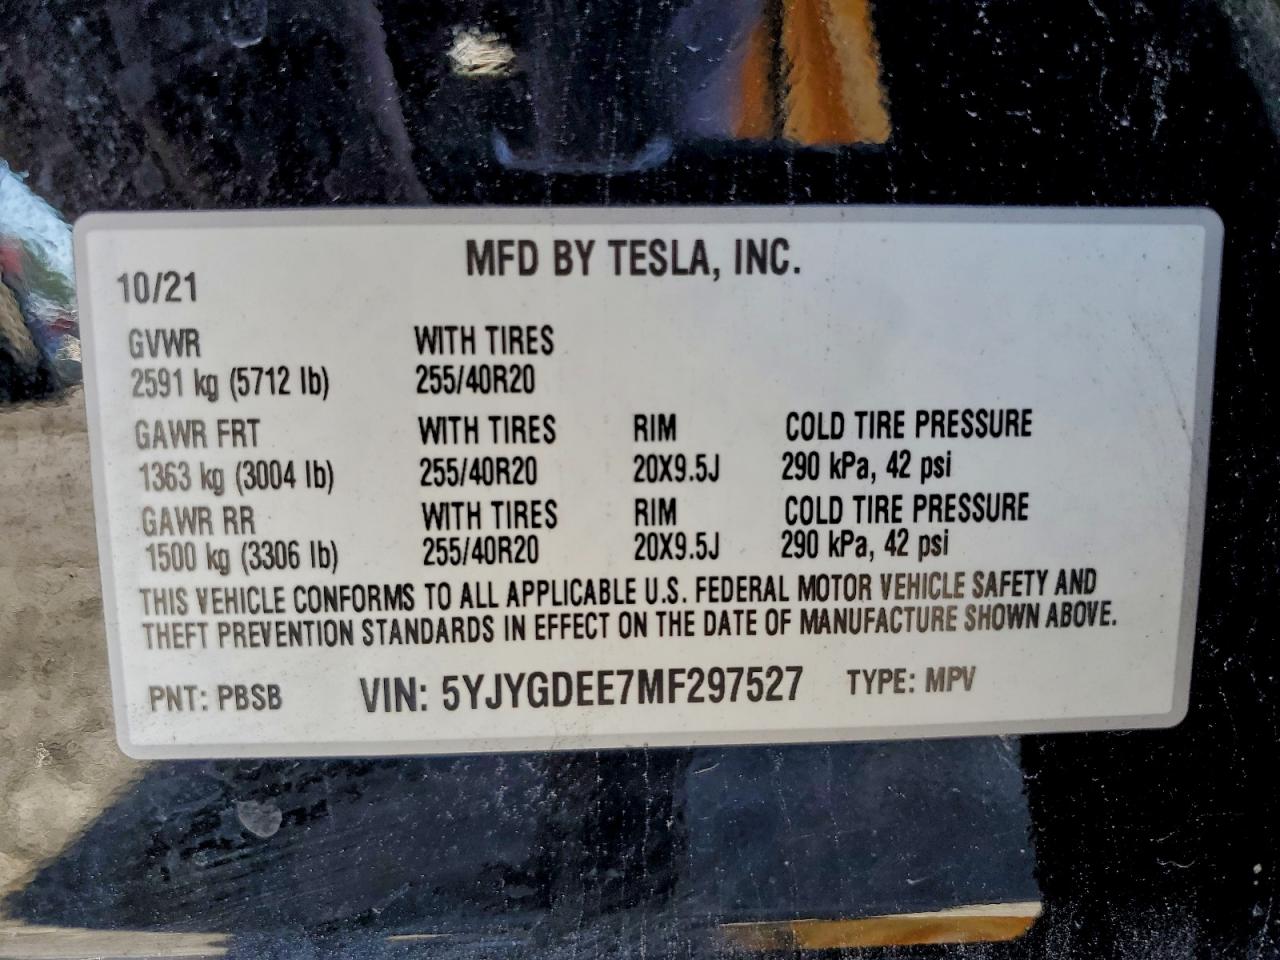 MFD BY TESLA, INC.
10/21
GVWR WITH TIRES
2591 kg (5712 lb) 255/40R20
GAWR FRT WITH TIRES RIM COLD TIRE PRESSURE
1363 kg (3004 lb) 255/40R20 20X9.5J 290 kPa, 42 psi
GAWR RR WITH TIRES RIM COLD TIRE PRESSURE
1500 kg (3306 lb) 255/40R20 20X9.5J 290 kPa, 42 psi
THIS VEHICLE CONFORMS TO ALL APPLICABLE U.S. FEDERAL MOTOR VEHICLE SAFETY AND
THEFT PREVENTION STANDARDS IN EFFECT ON THE DATE OF MANUFACTURE SHOWN ABOVE.
PNT: PBSB VIN: 5YJYGDEE7MF297527 TYPE: MPV